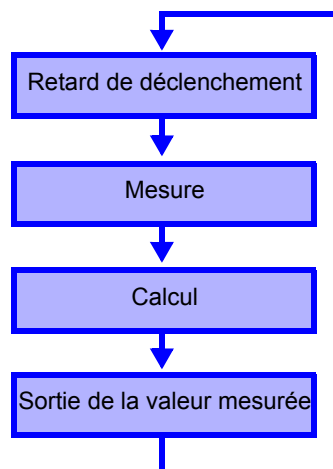 Retard de déclenchement
Mesure
Calcul
Sortie de la valeur mesurée